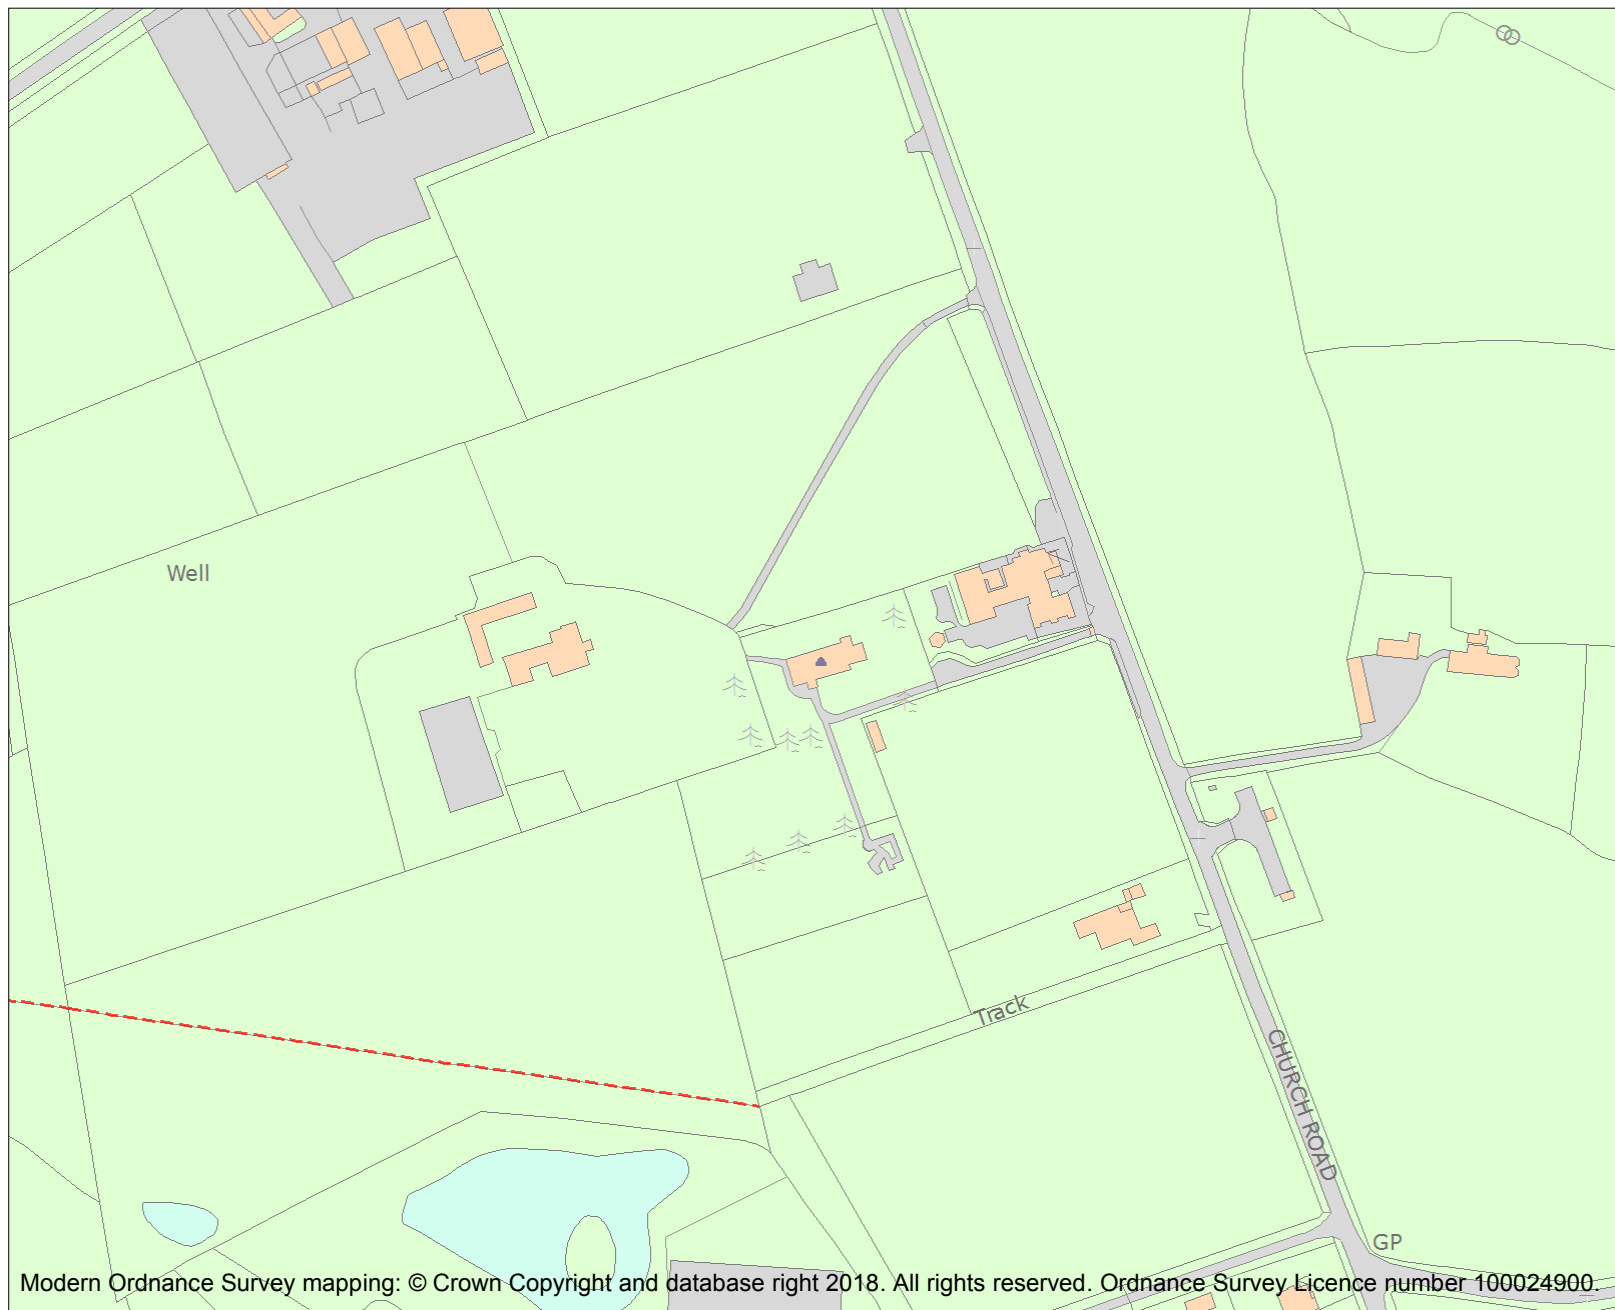 Well
Track
CHURCH ROAD
GP
Modern Ordnance Survey mapping: © Crown Copyright and database right 2018. All rights reserved. Ordnance Survey Licence number 100024900.